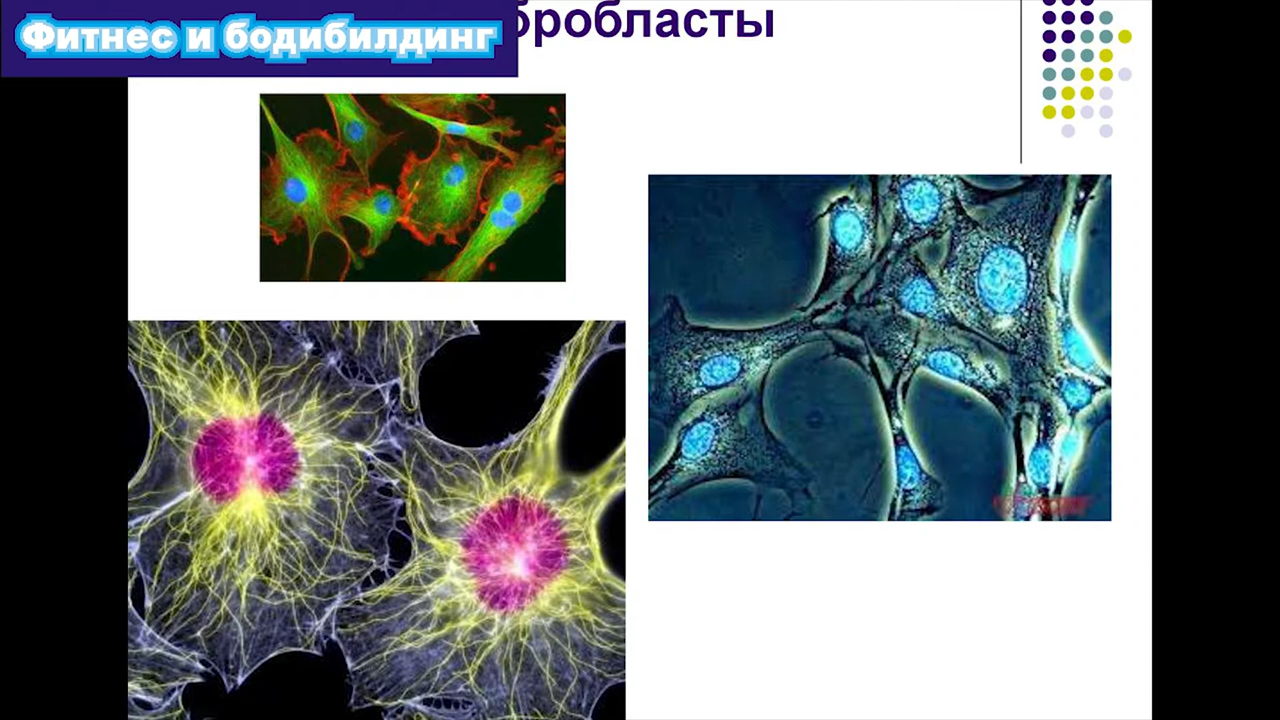 Фитнес и бодибилдинг
бробласты